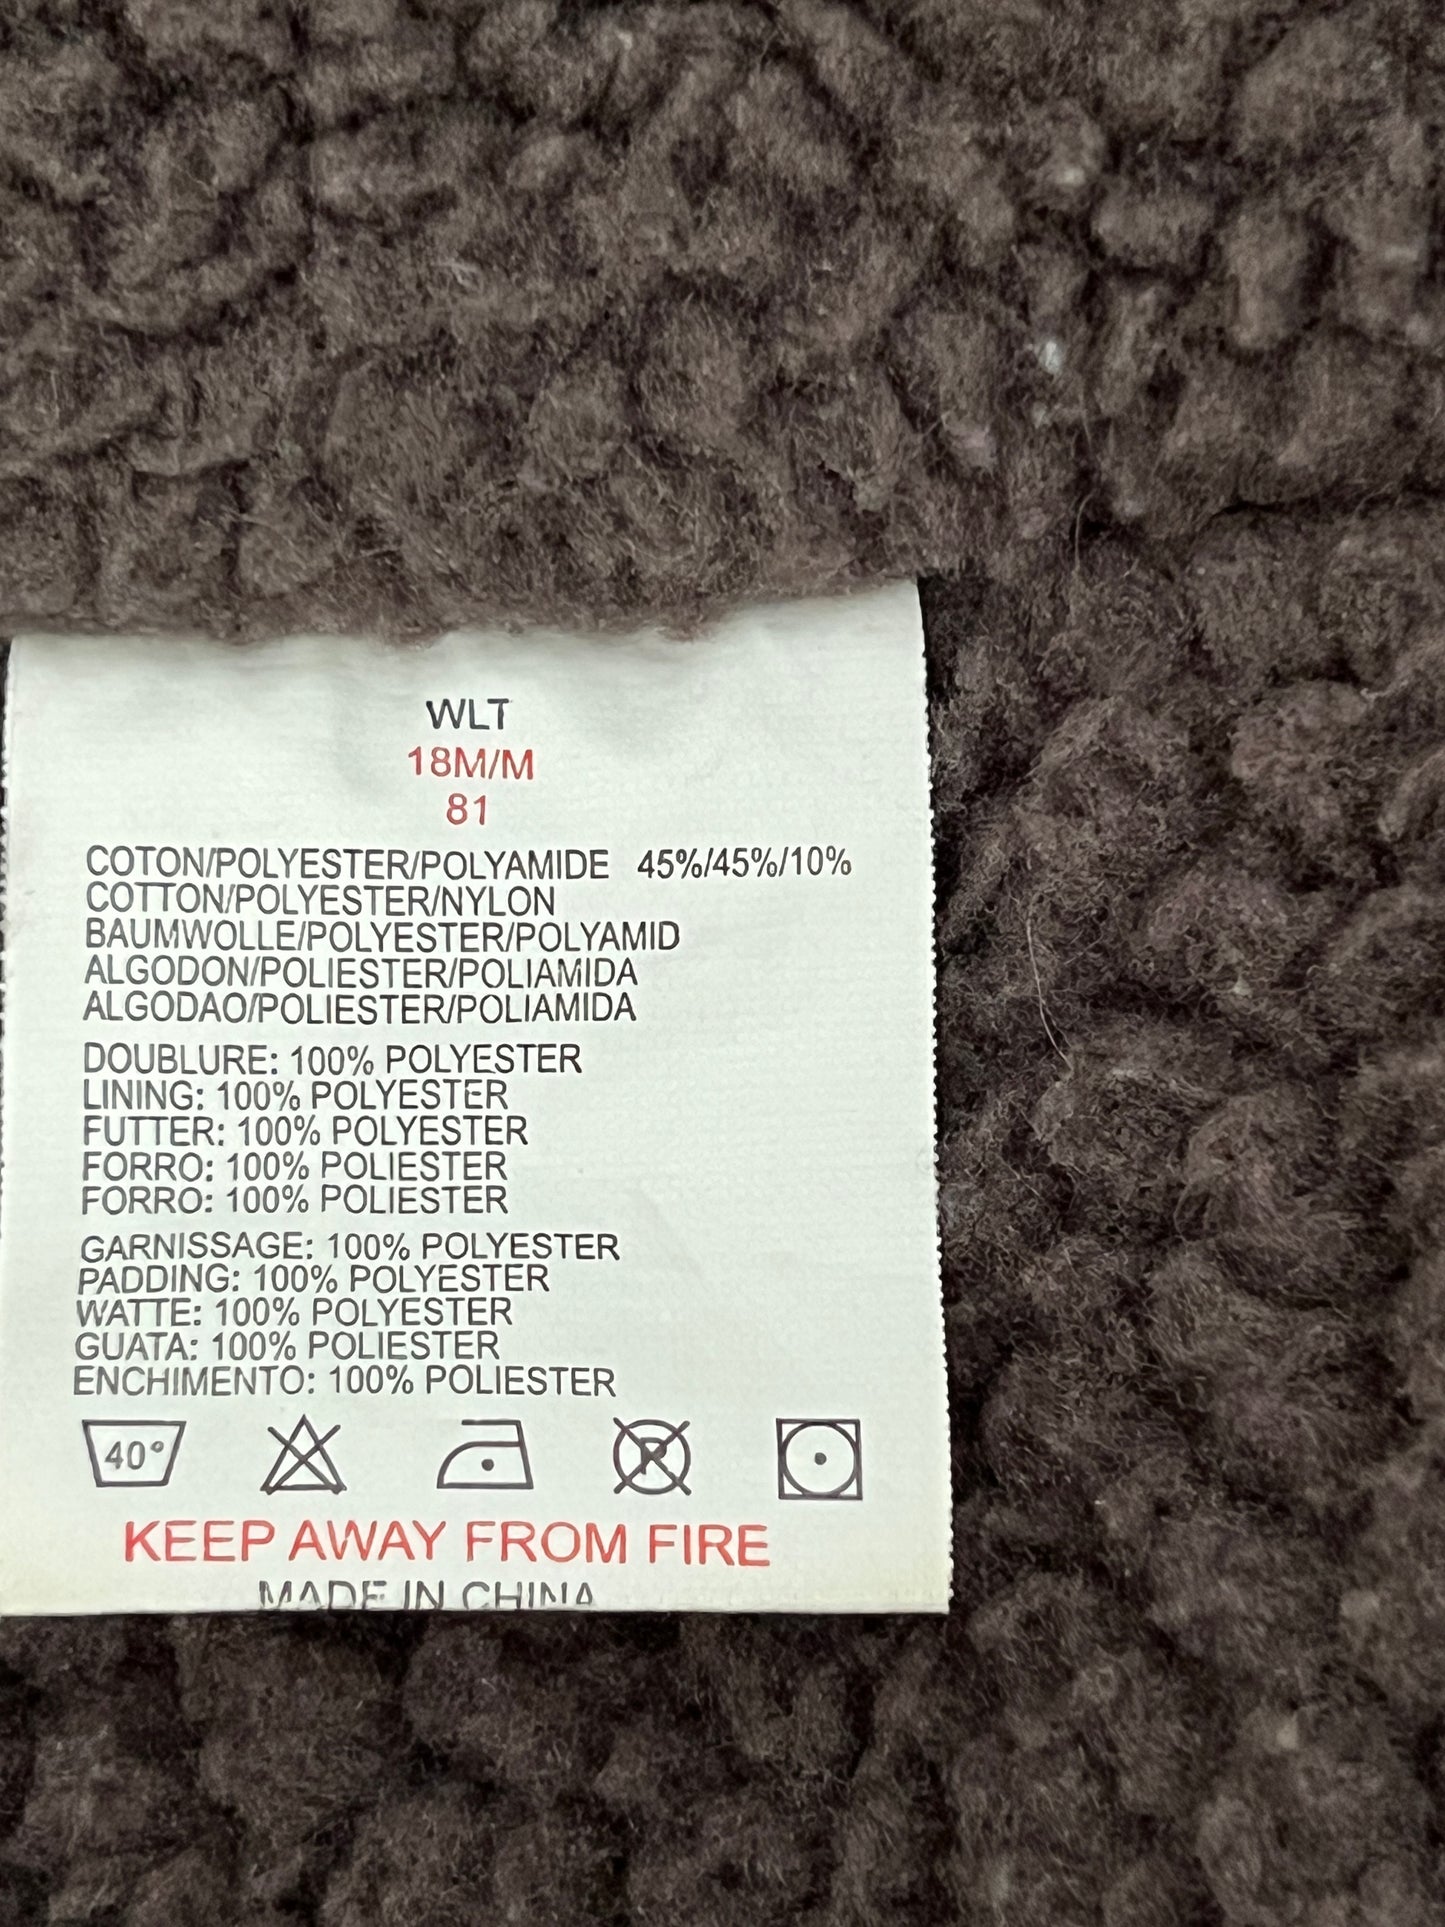 WLT
18M/M
81
COTON/POLYESTER/POLYAMIDE 45%/45%/10%
COTTON/POLYESTER/NYLON
BAUMWOLLE/POLYESTER/POLYAMID
ALGODON/POLIESTER/POLIAMIDA
ALGODAO/POLIESTER/POLIAMIDA
DOUBLURE: 100% POLYESTER
LINING: 100% POLYESTER
FUTTER: 100% POLYESTER
FORRO: 100% POLIESTER
FORRO: 100% POLIESTER
GARNISSAGE: 100% POLYESTER
PADDING: 100% POLYESTER
WATTE: 100% POLYESTER
GUATA: 100% POLIESTER
ENCHIMENTO: 100% POLIESTER
40° P
KEEP AWAY FROM FIRE
MADE IN CHINA